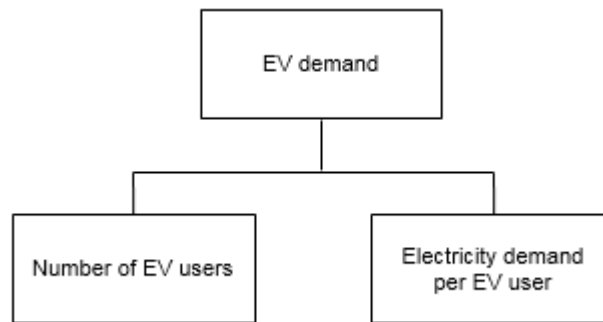 EV demand
Number of EV users
Electricity demand
per EV user